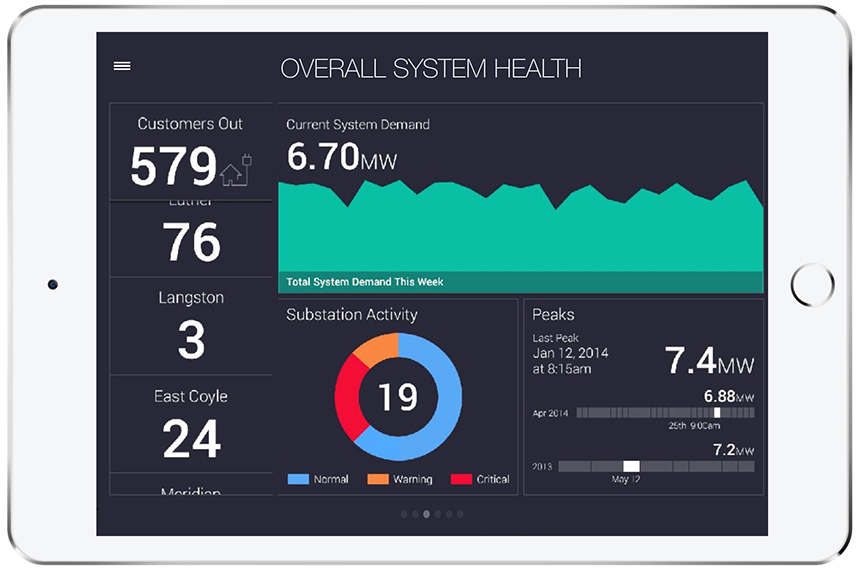 OVERALL SYSTEM HEALTH
Customers Out
579
Luther
76
Langston
3
East Coyle
24
Meridian
Current System Demand
6.70MW
Total System Demand This Week
Substation Activity
19
Normal
Warning
Critical
Peaks
Last Peak
Jan 12, 2014
at 8:15am
7.4MW
6.88MW
Apr 2014
25th 9:00am
7.2MW
2013
May 12